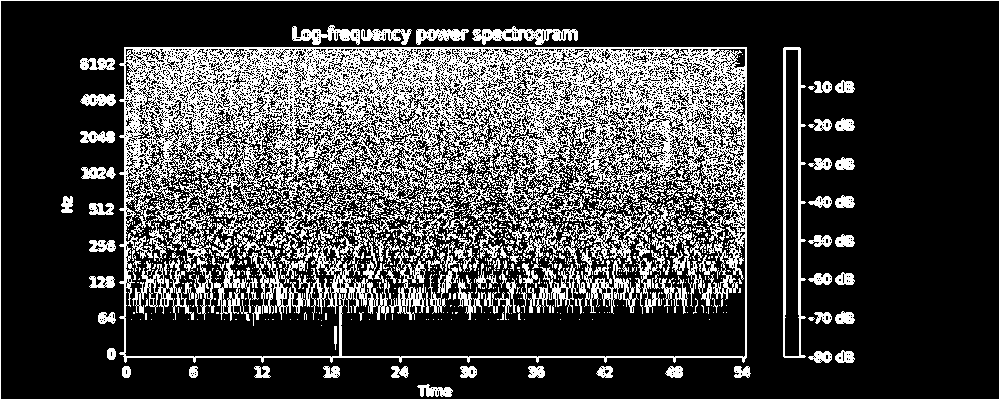 Log-frequency power spectrogram
8192
4096
2048
1024
512
256
128
64
0
Hz
0 6 12 18 24 30 36 42 48 54
Time
-10 dB
-20 dB
-30 dB
-40 dB
-50 dB
-60 dB
-70 dB
-80 dB